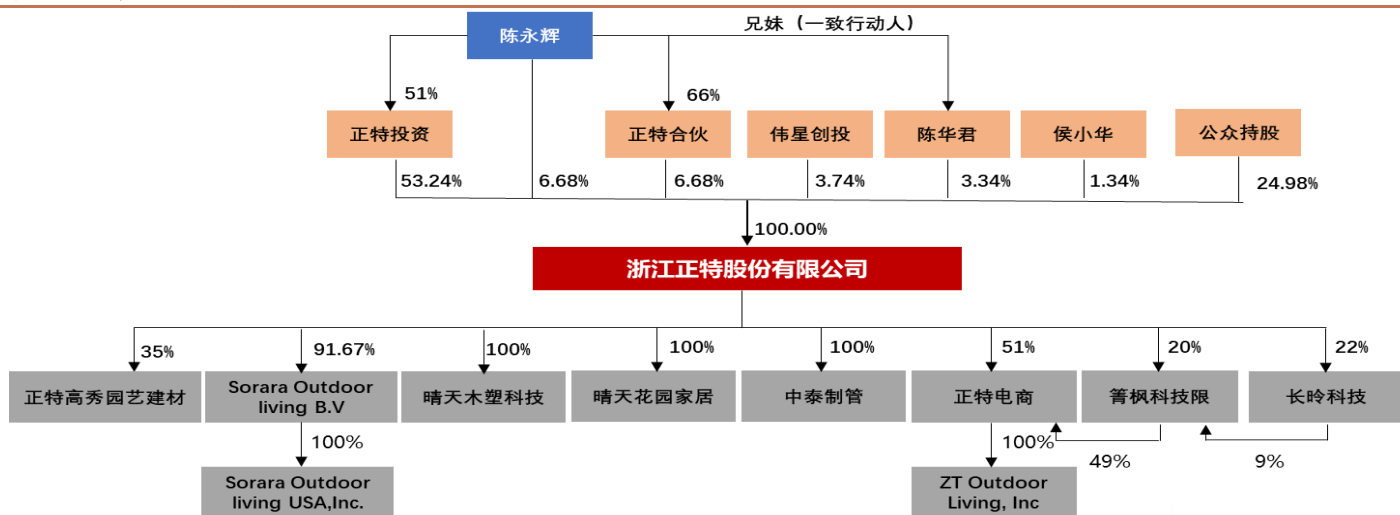 陈永辉
兄妹（一致行动人）
51%
66%
正特投资
正特合伙
伟星创投
陈华君
侯小华
公众持股
53.24%
6.68%
6.68%
3.74%
3.34%
1.34%
24.98%
100.00%
浙江正特股份有限公司
35%
91.67%
100%
100%
100%
51%
20%
22%
正特高秀园艺建材
Sorara Outdoor
living B.V
晴天木塑科技
晴天花园家居
中泰制管
正特电商
箐枫科技限
长昤科技
100%
100%
49%
9%
Sorara Outdoor
living USA,Inc.
ZT Outdoor
Living, Inc